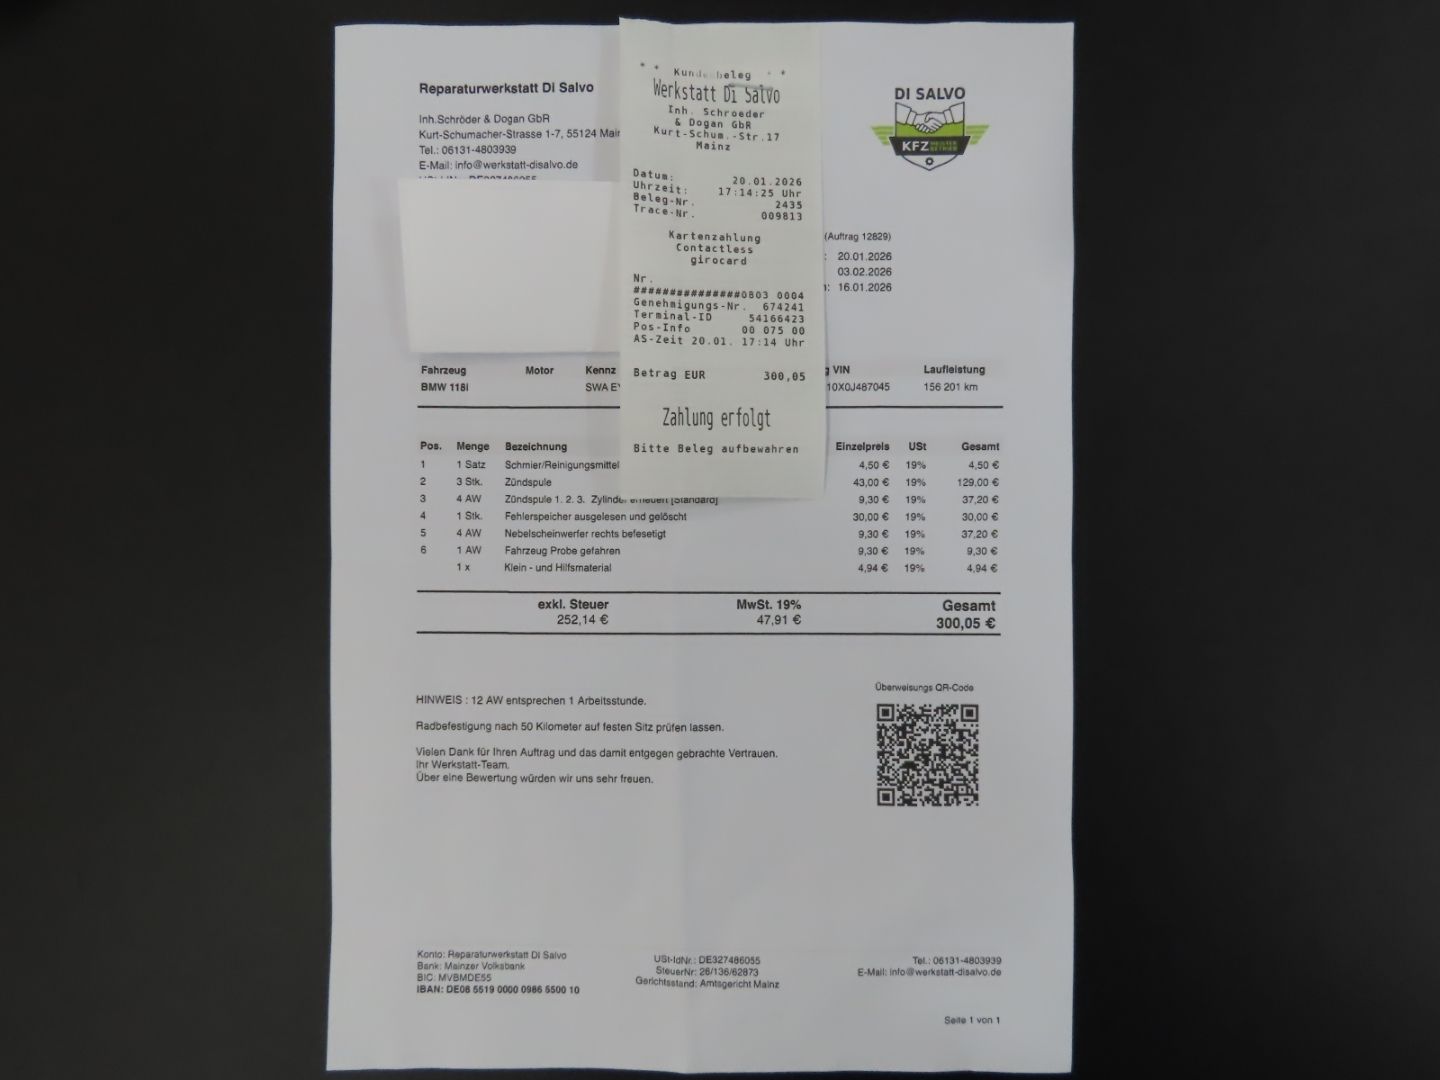 Reparaturwerkstatt Di Salvo
Inh.Schröder & Dogan GbR
Kurt-Schumacher-Strasse 1-7, 55124
Tel.: 06131-4803939
E-Mail: info@werkstatt-disalvo.de
DI SALVO
KFZ MEISTER BETRIEB
* * Kundenbeleg * *
Werkstatt Di Salvo
Inh. Schroeder
& Dogan GbR
Kurt-Schum.-Str.17
Mainz
Datum: 20.01.2026
Uhrzeit: 17:14:25 Uhr
Beleg-Nr. 2435
Trace-Nr. 009813
Kartenzahlung
Contactless
girocard
Nr.
###############0803 0004
Genehmigungs-Nr. 674241
Terminal-ID 54166423
Pos-Info 00 075 00
AS-Zeit 20.01. 17:14 Uhr
Betrag EUR 300,05
Zahlung erfolgt
Bitte Beleg aufbewahren
(Auftrag 12829)
20.01.2026
03.02.2026
16.01.2026
Fahrzeug Motor Kennz VIN Laufleistung
BMW 118i SWA 10X0J487045 156 201 km
Pos. Menge Bezeichnung Einzelpreis USt Gesamt
1 1 Satz Schmier/Reinigungsmittel 4,50 € 19% 4,50 €
2 3 Stk. Zündspule 43,00 € 19% 129,00 €
3 4 AW Zündspule 1. 2. 3. Zylinder erneuert [Standard] 9,30 € 19% 37,20 €
4 1 Stk. Fehlerspeicher ausgelesen und gelöscht 30,00 € 19% 30,00 €
5 4 AW Nebelscheinwerfer rechts befesetigt 9,30 € 19% 37,20 €
6 1 AW Fahrzeug Probe gefahren 9,30 € 19% 9,30 €
1 x Klein - und Hilfsmaterial 4,94 € 19% 4,94 €
exkl. Steuer MwSt. 19% Gesamt
252,14 € 47,91 € 300,05 €
HINWEIS : 12 AW entsprechen 1 Arbeitsstunde.
Radbefestigung nach 50 Kilometer auf festen Sitz prüfen lassen.
Vielen Dank für Ihren Auftrag und das damit entgegen gebrachte Vertrauen.
Ihr Werkstatt-Team.
Über eine Bewertung würden wir uns sehr freuen.
Überweisungs QR-Code
Konto: Reparaturwerkstatt Di Salvo
Bank: Mainzer Volksbank
BIC: MVBMDE55
IBAN: DE08 5519 0000 0986 5500 10
USt-IdNr.: DE327486055
SteuerNr: 26/136/62873
Gerichtsstand: Amtsgericht Mainz
Tel.: 06131-4803939
E-Mail: info@werkstatt-disalvo.de
Seite 1 von 1